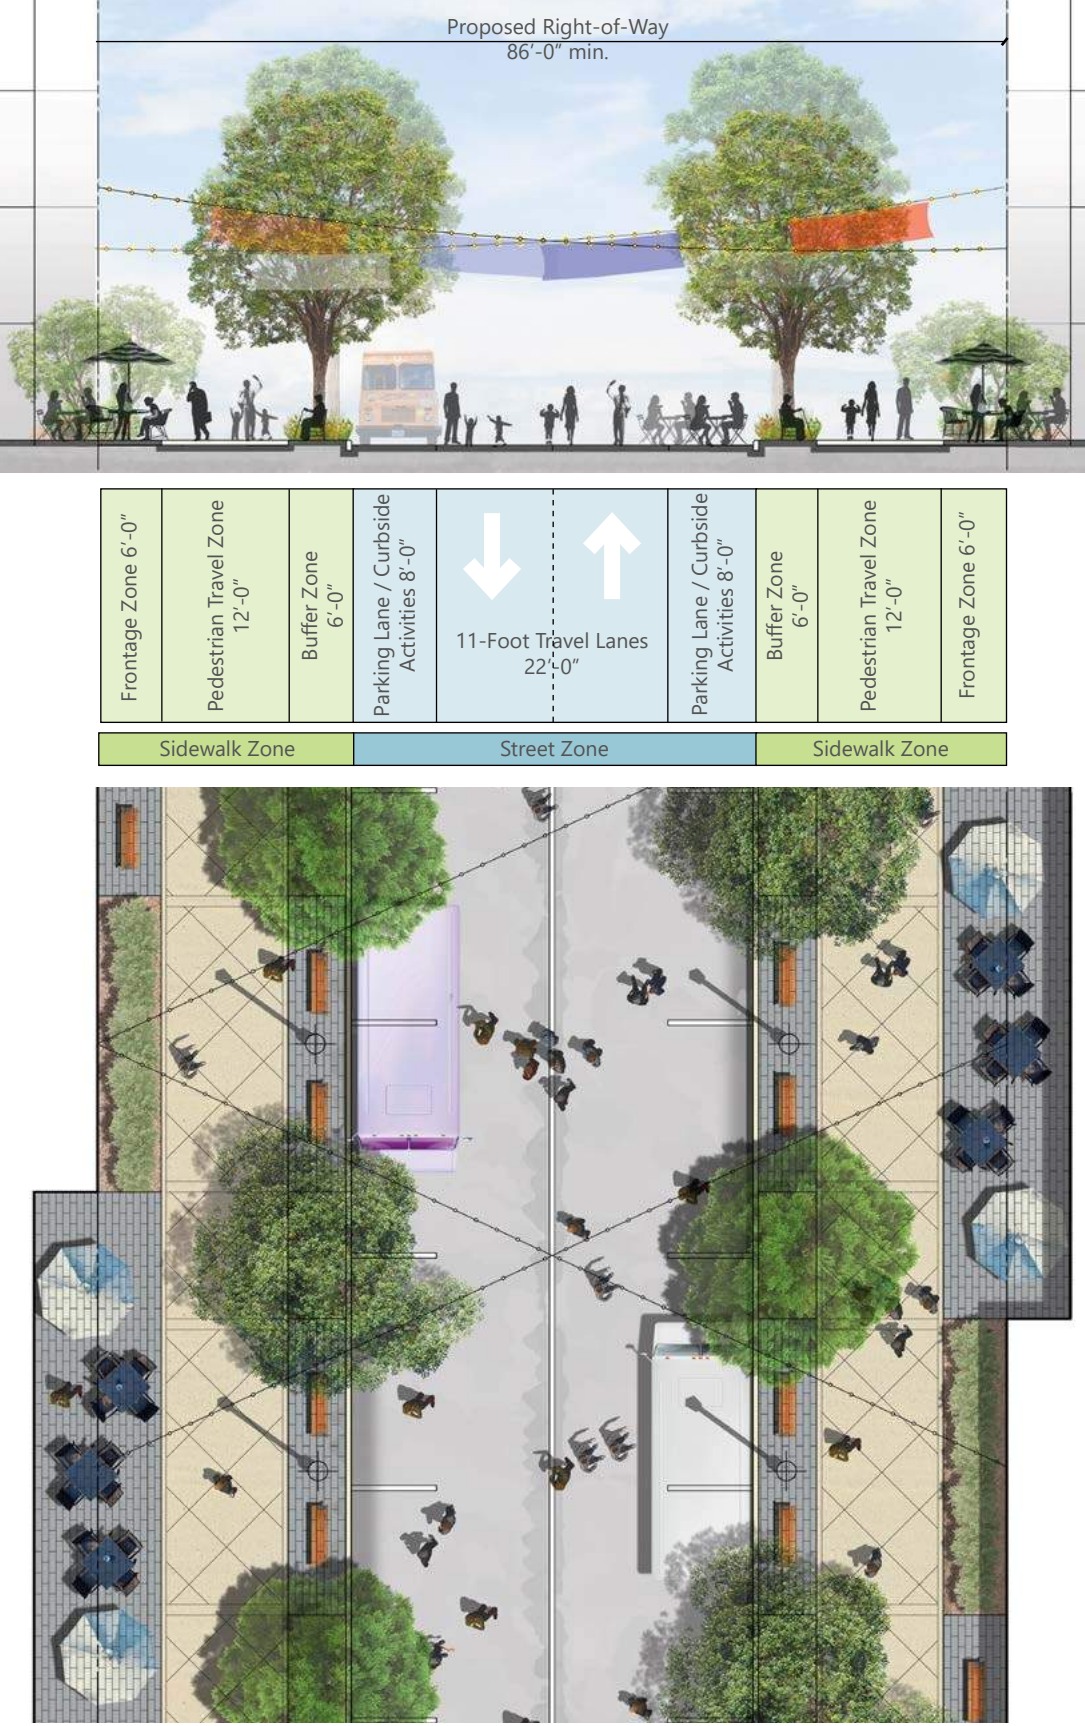 Proposed Right-of-Way
86’-0” min.
Frontage Zone 6’-0”
Pedestrian Travel Zone
12’-0”
Buffer Zone
6’-0”
Parking Lane / Curbside
Activities 8’-0”
11-Foot Travel Lanes
22’-0”
Parking Lane / Curbside
Activities 8’-0”
Buffer Zone
6’-0”
Pedestrian Travel Zone
12’-0”
Frontage Zone 6’-0”
Sidewalk Zone
Street Zone
Sidewalk Zone